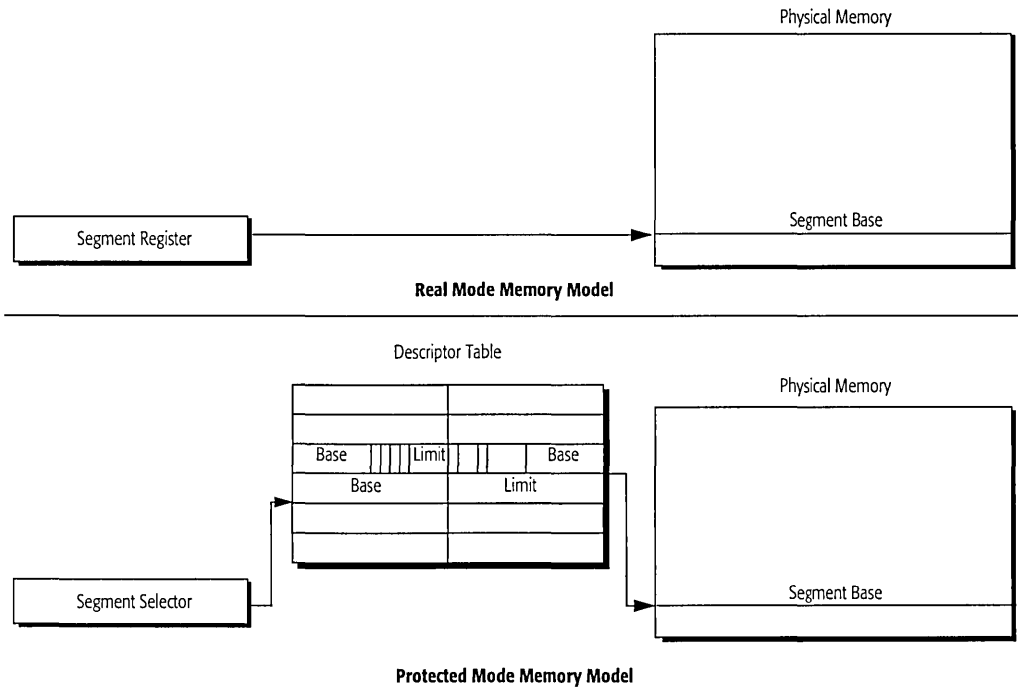 Physical Memory
Segment Base
Segment Register
Real Mode Memory Model
Descriptor Table
Physical Memory
Base Limit Base
Base Limit
Segment Base
Segment Selector
Protected Mode Memory Model